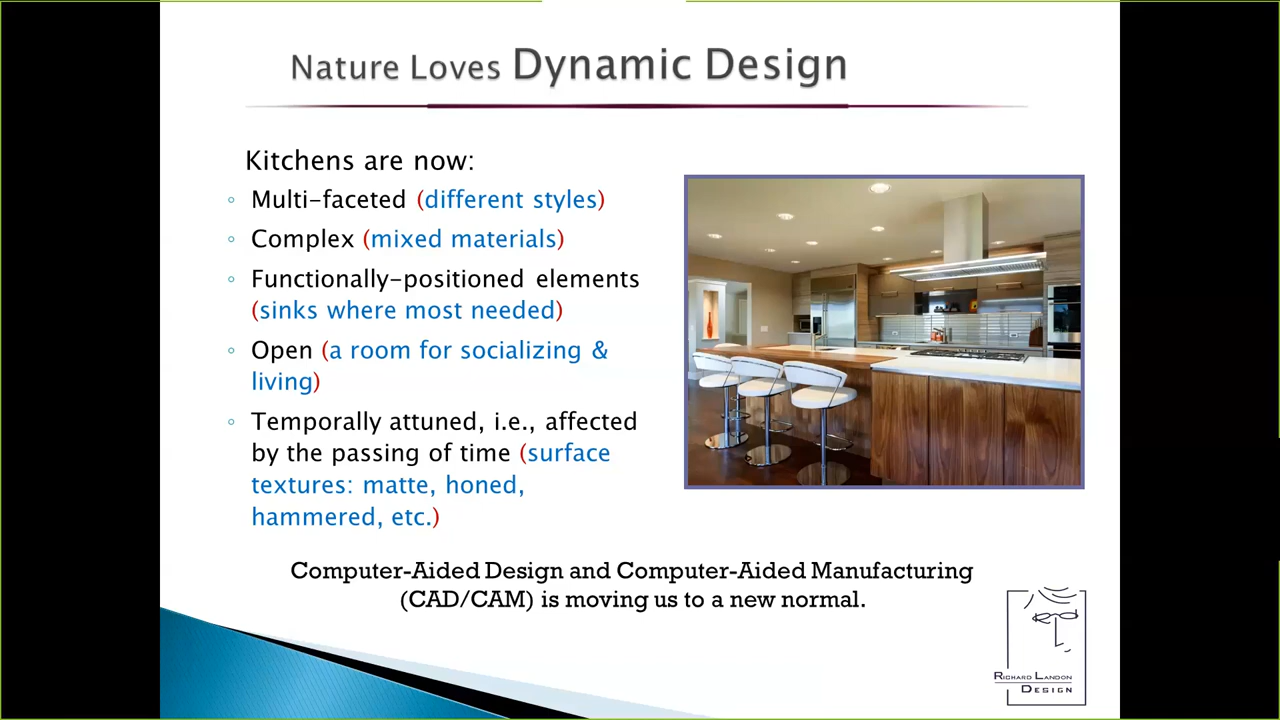 Nature Loves Dynamic Design
Kitchens are now:
Multi-faceted (different styles)
Complex (mixed materials)
Functionally-positioned elements
(sinks where most needed)
Open (a room for socializing &
living)
Temporally attuned, i.e., affected
by the passing of time (surface
textures: matte, honed,
hammered, etc.)
Computer-Aided Design and Computer-Aided Manufacturing
(CAD/CAM) is moving us to a new normal.
RICHARD LANDON
DESIGN